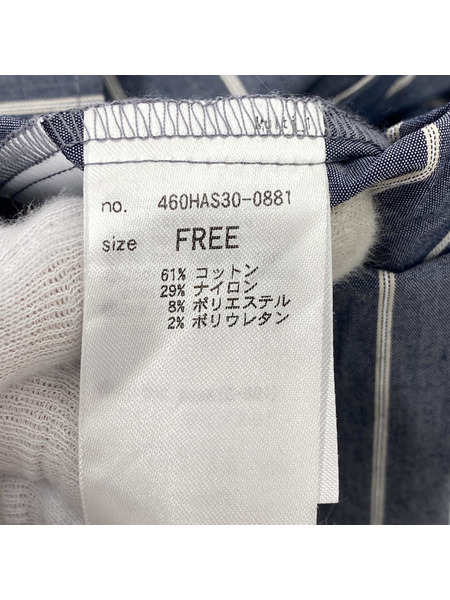 no. 460HAS30-0881
size FREE
61% コットン
29% ナイロン
8% ポリエステル
2% ポリウレタン